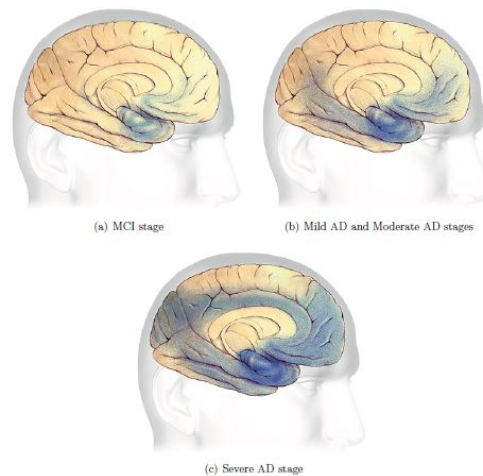 (a) MCI stage
(b) Mild AD and Moderate AD stages
(c) Severe AD stage